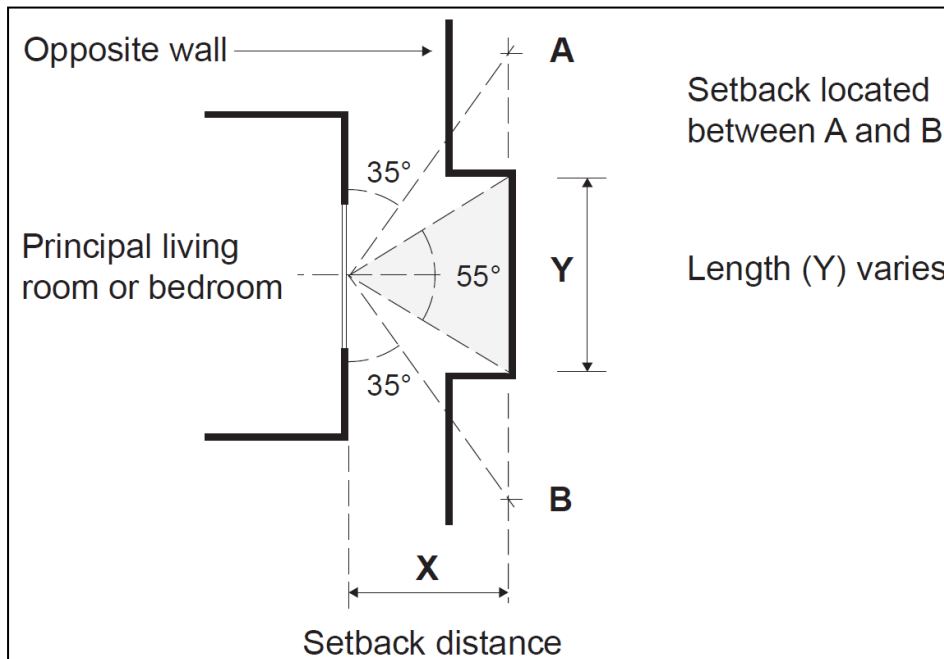 Opposite wall
A
Setback located
between A and B
35°
Principal living
room or bedroom
55°
Y
Length (Y) varies
35°
B
X
Setback distance